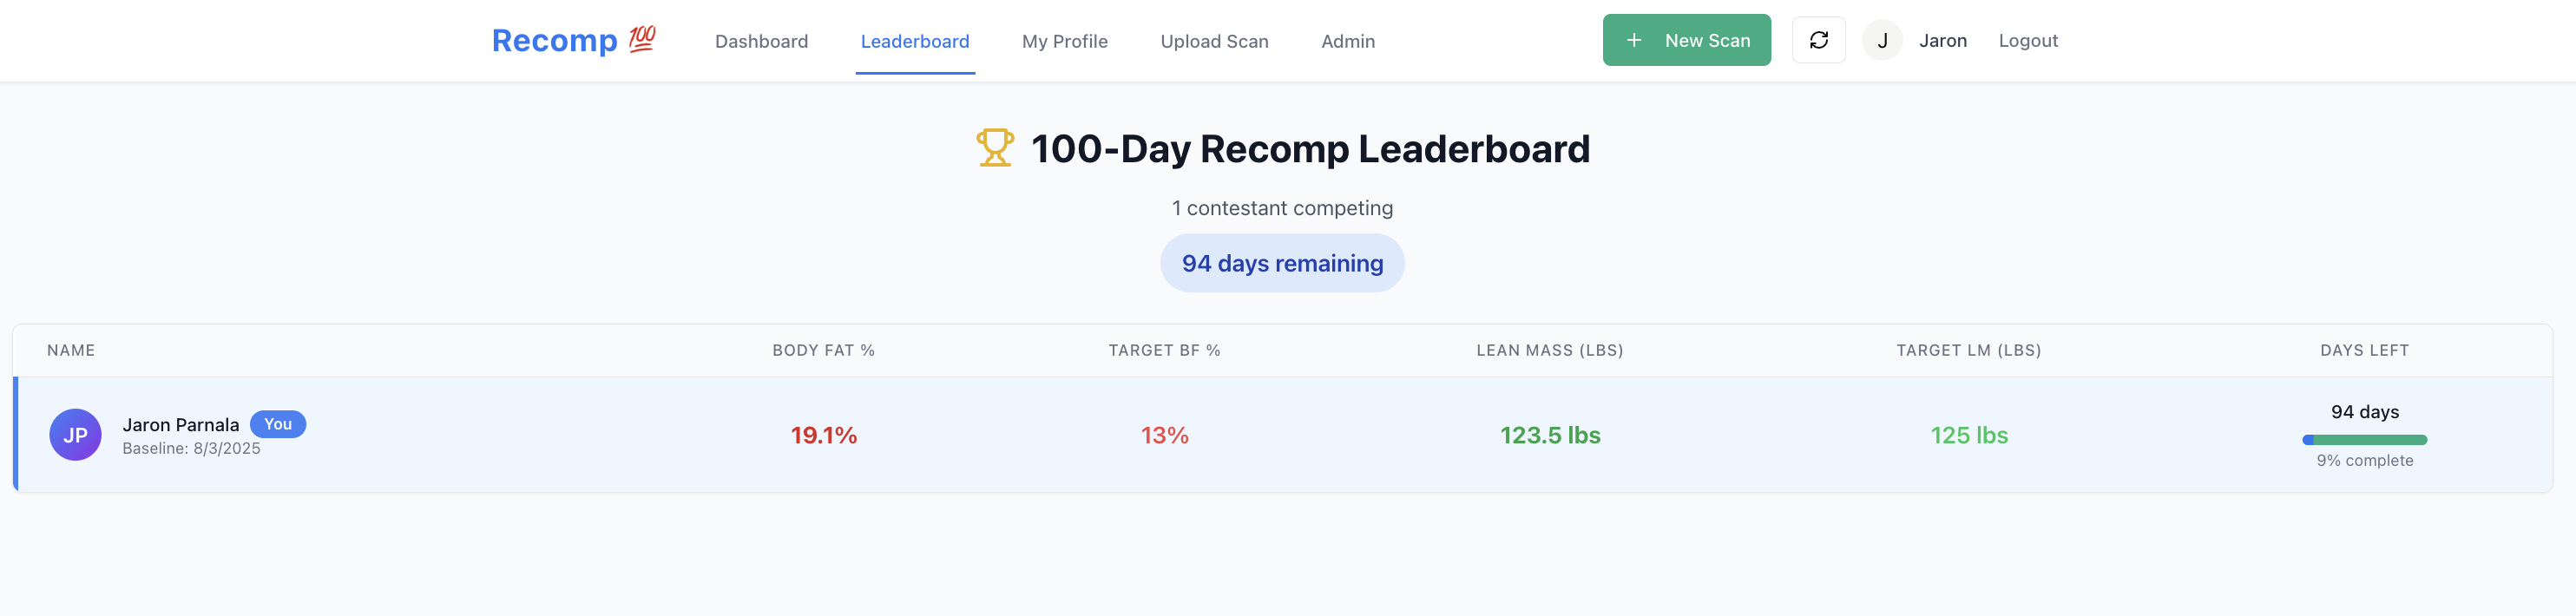 Recomp 💯
Dashboard
Leaderboard
My Profile
Upload Scan
Admin
+ New Scan
J
Jaron
Logout
100-Day Recomp Leaderboard
1 contestant competing
94 days remaining
NAME
BODY FAT %
TARGET BF %
LEAN MASS (LBS)
TARGET LM (LBS)
DAYS LEFT
JP
Jaron Parnala
You
Baseline: 8/3/2025
19.1%
13%
123.5 lbs
125 lbs
94 days
9% complete